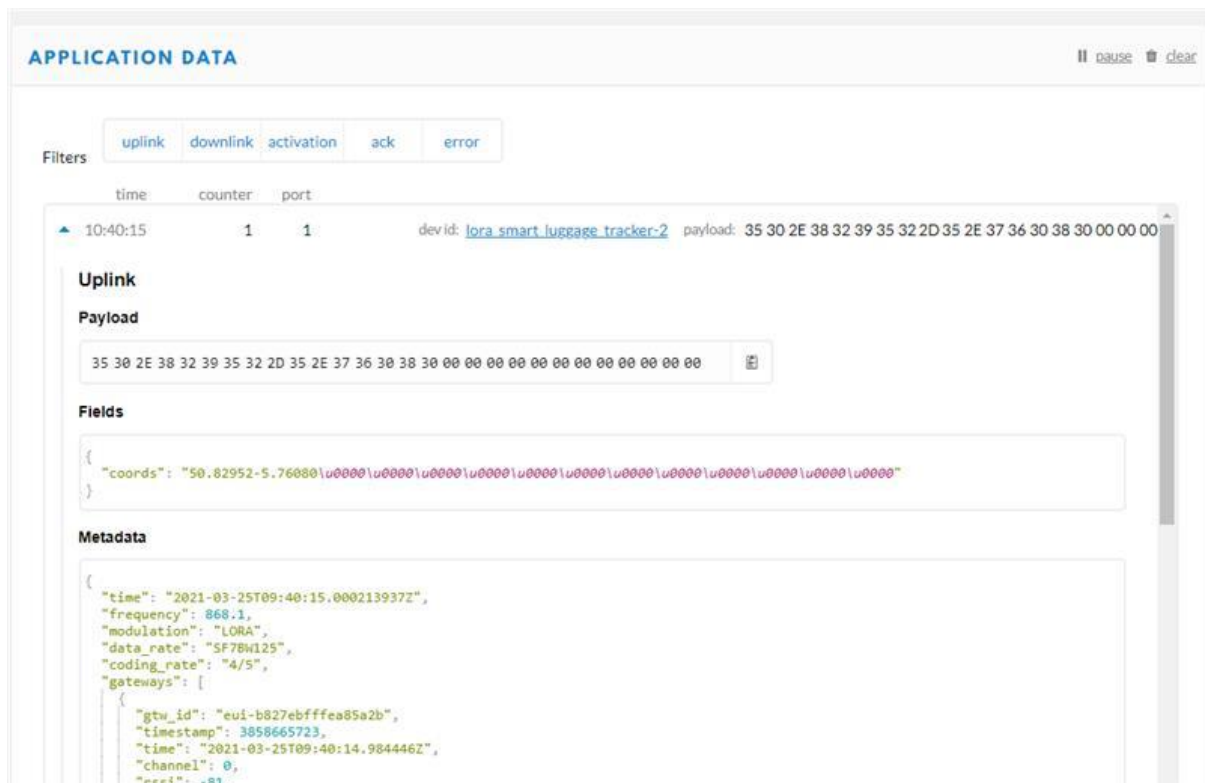 APPLICATION DATA
pause clear
Filters uplink downlink activation ack error
time counter port
10:40:15 1 1 dev id: lora_smart_luggage_tracker-2 payload: 35 30 2E 38 32 39 35 32 2D 35 2E 37 36 30 38 30 00 00 00
Uplink
Payload
35 30 2E 38 32 39 35 32 2D 35 2E 37 36 30 38 30 00 00 00 00 00 00 00 00 00 00 00 00
Fields
{
"coords": "50.82952-5.76080\u0000\u0000\u0000\u0000\u0000\u0000\u0000\u0000\u0000\u0000\u0000\u0000"
}
Metadata
{
"time": "2021-03-25T09:40:15.000213937Z",
"frequency": 868.1,
"modulation": "LORA",
"data_rate": "SF7BW125",
"coding_rate": "4/5",
"gateways": [
{
"gtw_id": "eui-b827ebfffea85a2b",
"timestamp": 3858665723,
"time": "2021-03-25T09:40:14.984446Z",
"channel": 0,
"rssi": -81